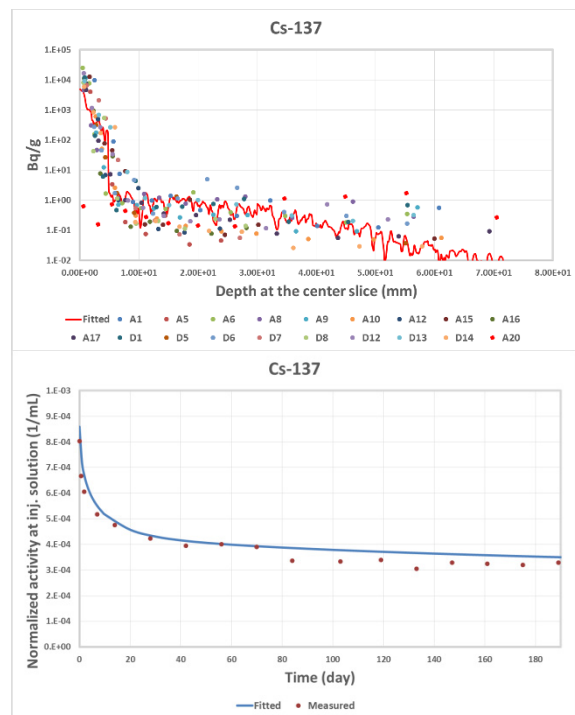 Cs-137
Bq/g
1.E+05
1.E+04
1.E+03
1.E+02
1.E+01
1.E+00
1.E-01
1.E-02
0.000E+00 1.00E+01 2.00E+01 3.00E+01 4.00E+01 5.00E+01 6.00E+01 7.00E+01 8.00E+01
Depth at the center slice (mm)
Fitted A1 A5 A6 A8 A9 A10 A12 A15 A16
A17 D1 D5 D6 D7 D8 D12 D13 D14 A20
Cs-137
Normalized activity at inj. solution (1/mL)
1.E-03
9.E-04
8.E-04
7.E-04
6.E-04
5.E-04
4.E-04
3.E-04
2.E-04
1.E-04
0.E+00
0 20 40 60 80 100 120 140 160 180
Time (day)
Fitted Measured